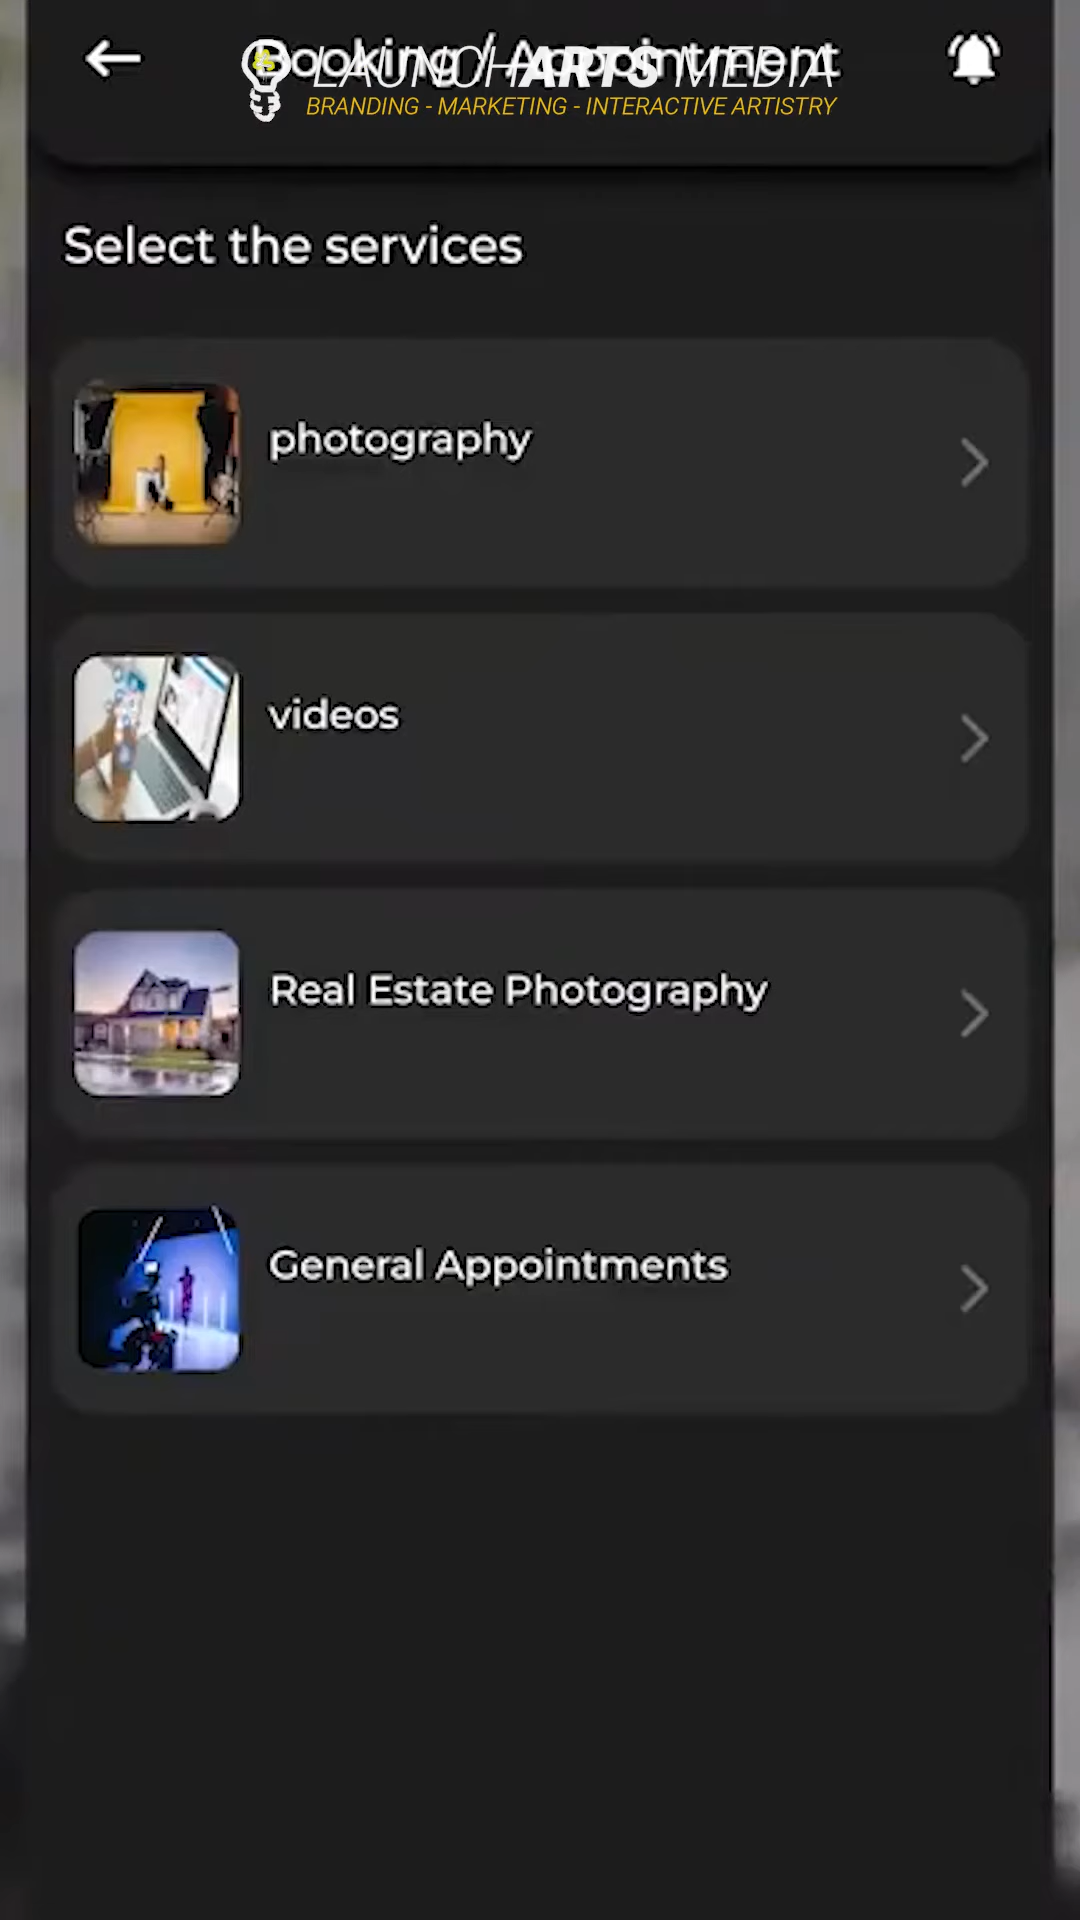 Booking / Appointment
LAUNCHARTS MEDIA
BRANDING - MARKETING - INTERACTIVE ARTISTRY
Select the services
photography
videos
Real Estate Photography
General Appointments